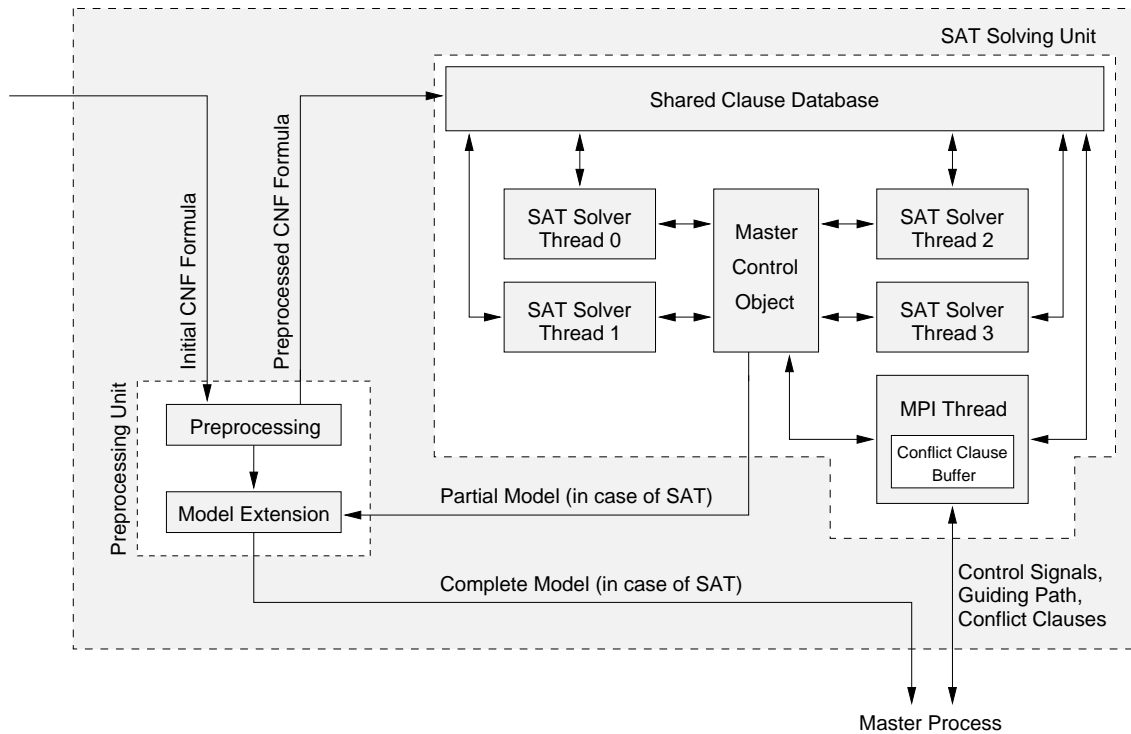 SAT Solving Unit
Shared Clause Database
Initial CNF Formula
Preprocessed CNF Formula
SAT Solver
Thread 0
SAT Solver
Thread 1
Master
Control
Object
SAT Solver
Thread 2
SAT Solver
Thread 3
MPI Thread
Conflict Clause
Buffer
Preprocessing Unit
Preprocessing
Model Extension
Partial Model (in case of SAT)
Complete Model (in case of SAT)
Control Signals,
Guiding Path,
Conflict Clauses
Master Process